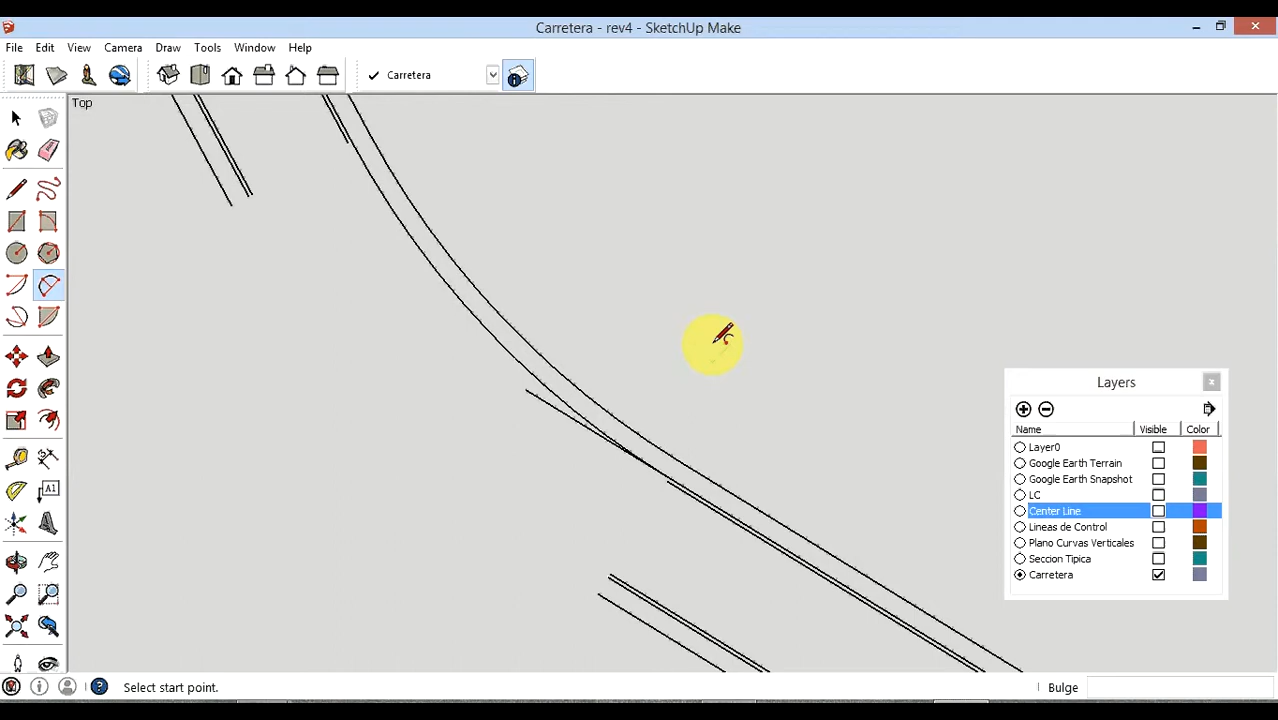 Carretera - rev4 - SketchUp Make
File Edit View Camera Draw Tools Window Help
Carretera
Top
A1
Layers
Name Visible Color
Layer0
Google Earth Terrain
Google Earth Snapshot
LC
Center Line
Lineas de Control
Plano Curvas Verticales
Seccion Tipica
Carretera
Select start point.
Bulge